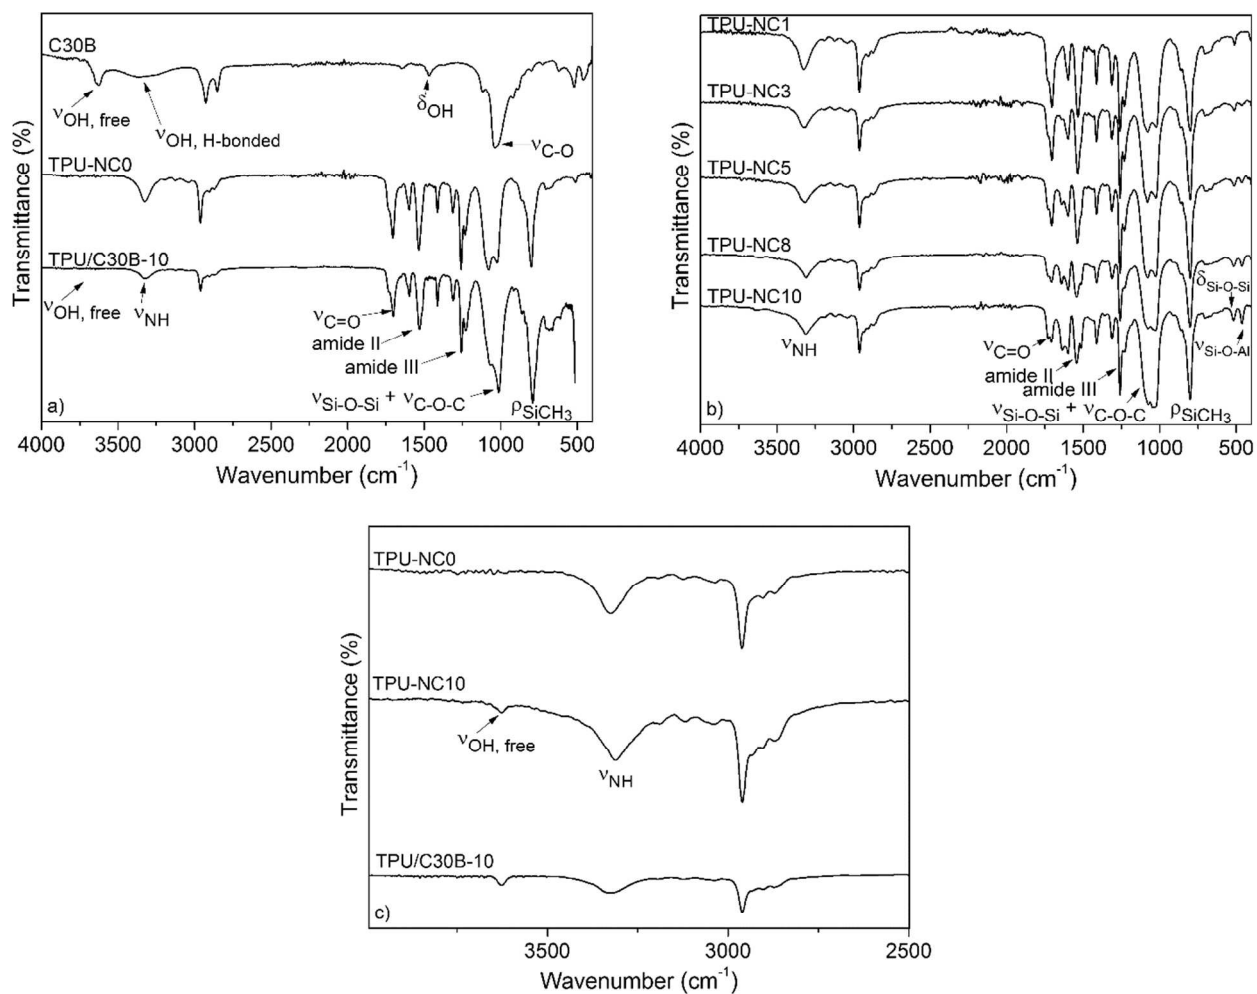 C30B
νOH, free
νOH, H-bonded
δOH
νC-O
TPU-NC0
TPU/C30B-10
νOH, free
νNH
νC=O
amide II
amide III
νSi-O-Si + νC-O-C
ρSiCH3
a)
4000 3500 3000 2500 2000 1500 1000 500
Wavenumber (cm-1)
Transmittance (%)
TPU-NC1
TPU-NC3
TPU-NC5
TPU-NC8
TPU-NC10
δSi-O-Si
νSi-O-Al
νNH
νC=O
amide II
amide III
νSi-O-Si + νC-O-C
ρSiCH3
b)
4000 3500 3000 2500 2000 1500 1000 500
Wavenumber (cm-1)
Transmittance (%)
TPU-NC0
TPU-NC10
νOH, free
νNH
TPU/C30B-10
c)
3500 3000 2500
Wavenumber (cm-1)
Transmittance (%)